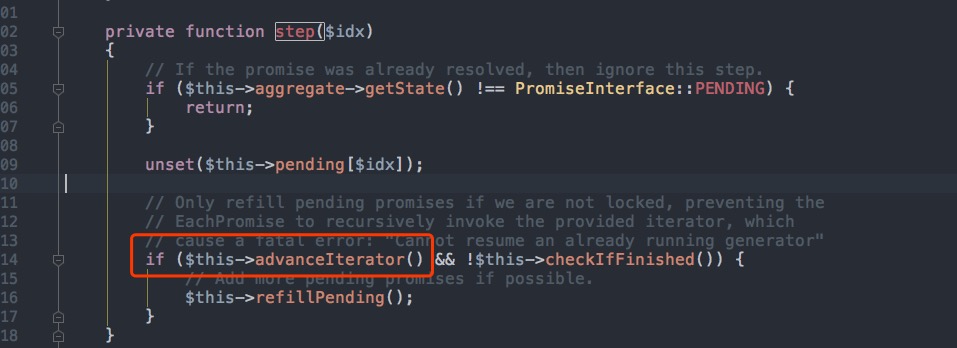 01
02 private function step($idx)
03 {
04 // If the promise was already resolved, then ignore this step.
05 if ($this->aggregate->getState() !== PromiseInterface::PENDING) {
06 return;
07 }
08
09 unset($this->pending[$idx]);
10
11 // Only refill pending promises if we are not locked, preventing the
12 // EachPromise to recursively invoke the provided iterator, which
13 // cause a fatal error: "Cannot resume an already running generator"
14 if ($this->advanceIterator() && !$this->checkIfFinished()) {
15 // Add more pending promises if possible.
16 $this->refillPending();
17 }
18 }